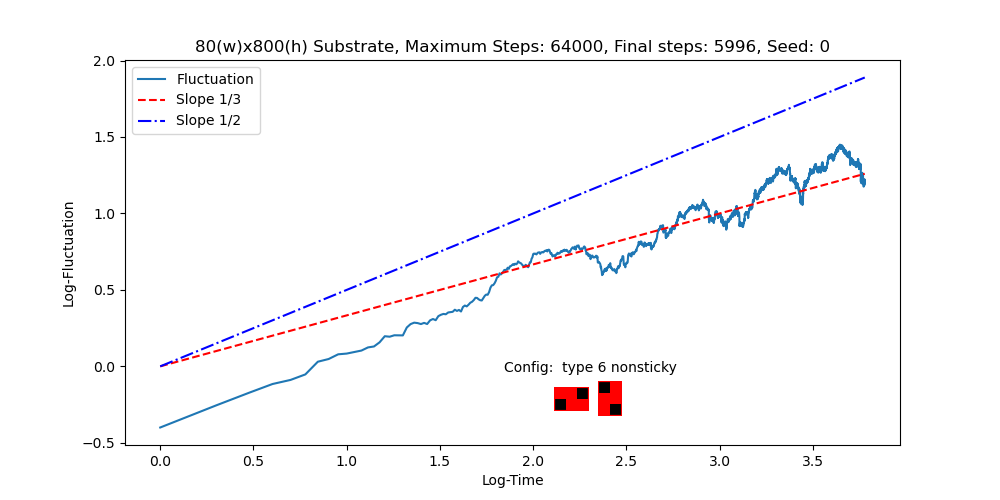 80(w)x800(h) Substrate, Maximum Steps: 64000, Final steps: 5996, Seed: 0
2.0
1.5
1.0
0.5
0.0
−0.5
Log-Fluctuation
Fluctuation
Slope 1/3
Slope 1/2
Config:  type 6 nonsticky
0.0 0.5 1.0 1.5 2.0 2.5 3.0 3.5
Log-Time